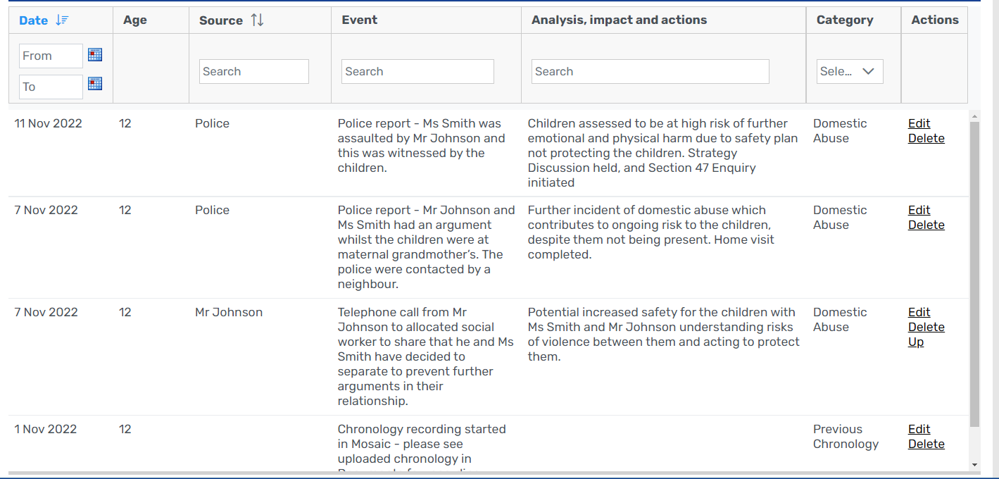 Date Age Source Event Analysis, impact and actions Category Actions
From
To
Search Search Search Sele...
11 Nov 2022 12 Police
Police report - Ms Smith was
assaulted by Mr Johnson and
this was witnessed by the
children.
Children assessed to be at high risk of further
emotional and physical harm due to safety plan
not protecting the children. Strategy
Discussion held, and Section 47 Enquiry
initiated
Domestic
Abuse
Edit
Delete
7 Nov 2022 12 Police
Police report - Mr Johnson and
Ms Smith had an argument
whilst the children were at
maternal grandmother's. The
police were contacted by a
neighbour.
Further incident of domestic abuse which
contributes to ongoing risk to the children,
despite them not being present. Home visit
completed.
Domestic
Abuse
Edit
Delete
7 Nov 2022 12 Mr Johnson
Telephone call from Mr
Johnson to allocated social
worker to share that he and Ms
Smith have decided to
separate to prevent further
arguments in their
relationship.
Potential increased safety for the children with
Ms Smith and Mr Johnson understanding risks
of violence between them and acting to protect
them.
Domestic
Abuse
Edit
Delete
Up
1 Nov 2022 12
Chronology recording started
in Mosaic - please see
uploaded chronology in
Previous
Chronology
Edit
Delete